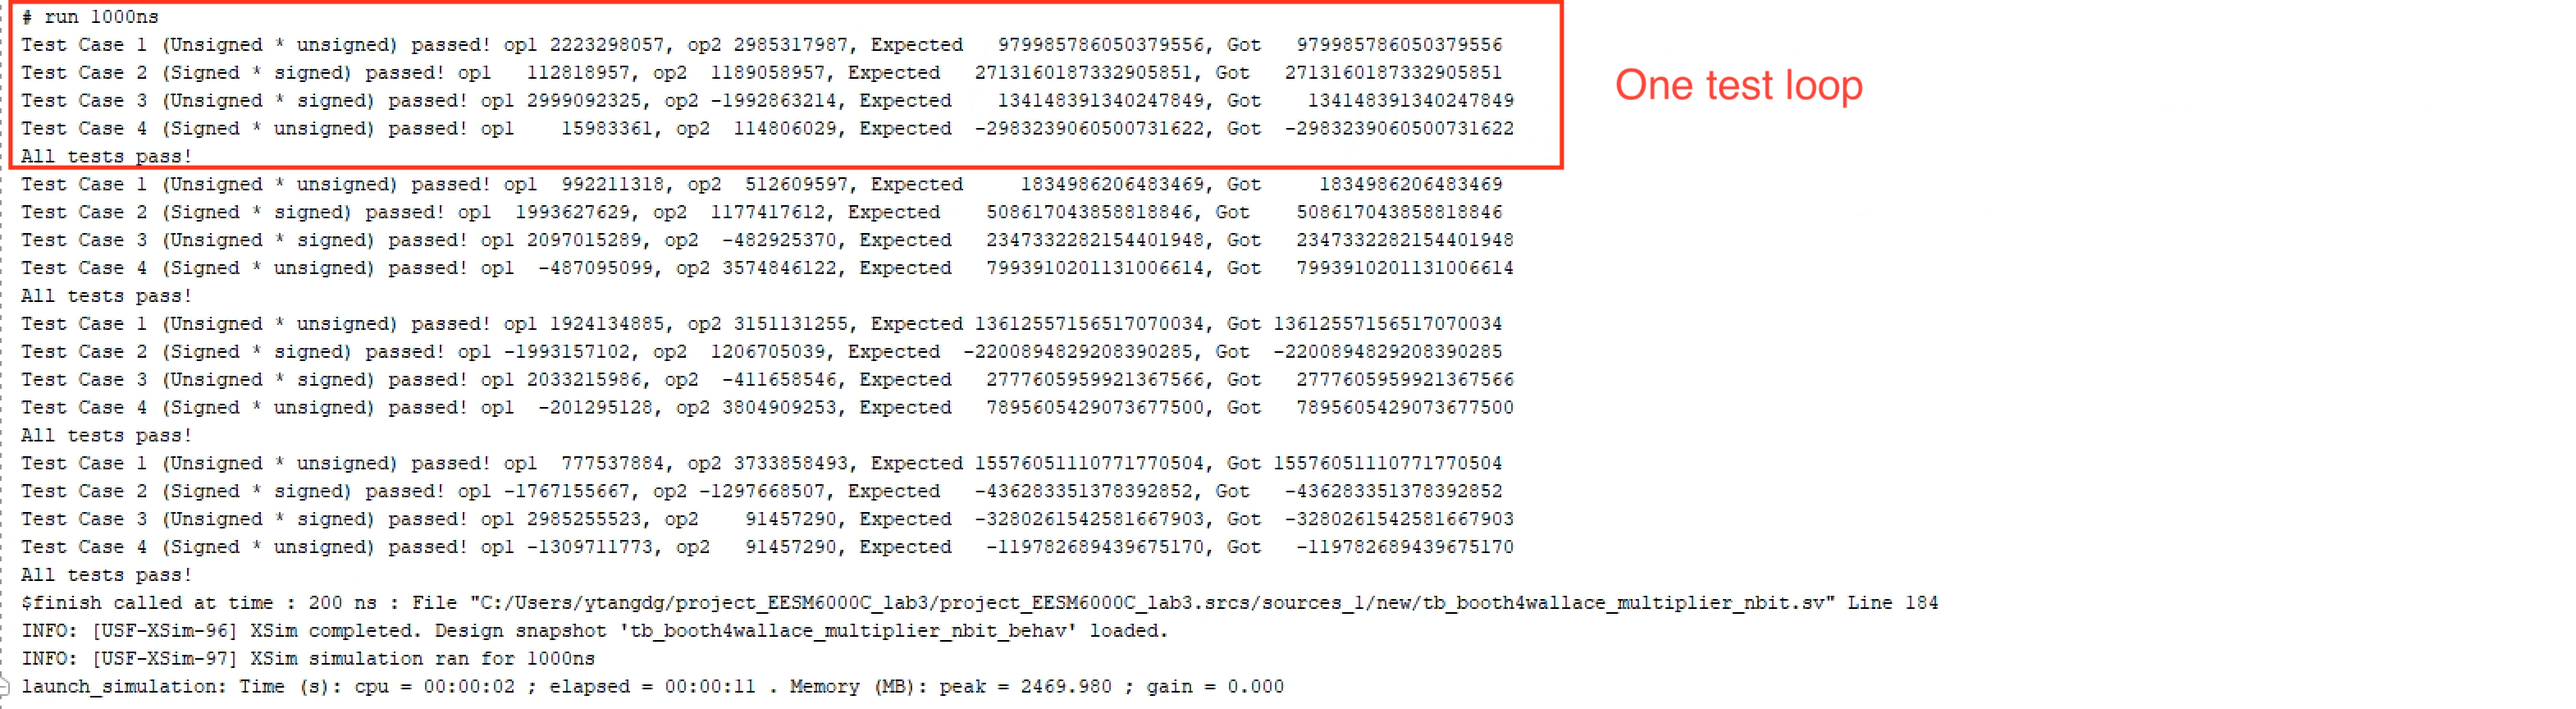 # run 1000ns
Test Case 1 (Unsigned * unsigned) passed! op1 2223298057, op2 2985317987, Expected   979985786050379556, Got   979985786050379556
Test Case 2 (Signed * signed) passed! op1   112818957, op2  1189058957, Expected   2713160187332905851, Got   2713160187332905851
Test Case 3 (Unsigned * signed) passed! op1 2999092325, op2 -1992863214, Expected    134148391340247849, Got    134148391340247849
Test Case 4 (Signed * unsigned) passed! op1    15983361, op2  114806029, Expected  -2983239060500731622, Got  -2983239060500731622
All tests pass!
One test loop
Test Case 1 (Unsigned * unsigned) passed! op1  992211318, op2  512609597, Expected     1834986206483469, Got     1834986206483469
Test Case 2 (Signed * signed) passed! op1  1993627629, op2  1177417612, Expected    508617043858818846, Got    508617043858818846
Test Case 3 (Unsigned * signed) passed! op1 2097015289, op2  -482925370, Expected   2347332282154401948, Got   2347332282154401948
Test Case 4 (Signed * unsigned) passed! op1  -487095099, op2 3574846122, Expected   7993910201131006614, Got   7993910201131006614
All tests pass!
Test Case 1 (Unsigned * unsigned) passed! op1 1924134885, op2 3151131255, Expected 13612557156517070034, Got 13612557156517070034
Test Case 2 (Signed * signed) passed! op1 -1993157102, op2  1206705039, Expected  -2200894829208390285, Got  -2200894829208390285
Test Case 3 (Unsigned * signed) passed! op1 2033215986, op2  -411658546, Expected   277760595992136 7566, Got   2777605959921367566
Test Case 4 (Signed * unsigned) passed! op1  -201295128, op2 3804909253, Expected   7895605429073677500, Got   7895605429073677500
All tests pass!
Test Case 1 (Unsigned * unsigned) passed! op1  777537884, op2 3733858493, Expected 15576051110771770504, Got 15576051110771770504
Test Case 2 (Signed * signed) passed! op1 -1767155667, op2 -1297668507, Expected   -436283351378392852, Got   -436283351378392852
Test Case 3 (Unsigned * signed) passed! op1 2985255523, op2    91457290, Expected  -3280261542581667903, Got  -3280261542581667903
Test Case 4 (Signed * unsigned) passed! op1 -1309711773, op2   91457290, Expected   -119782689439675170, Got   -119782689439675170
All tests pass!
$finish called at time : 200 ns : File "C:/Users/ytangdg/project_EESM6000C_lab3/project_EESM6000C_lab3.srcs/sources_1/new/tb_booth4wallace_multiplier_nbit.sv" Line 184
INFO: [USF-XSim-96] XSim completed. Design snapshot 'tb_booth4wallace_multiplier_nbit_behav' loaded.
INFO: [USF-XSim-97] XSim simulation ran for 1000ns
launch_simulation: Time (s): cpu = 00:00:02 ; elapsed = 00:00:11 . Memory (MB): peak = 2469.980 ; gain = 0.000